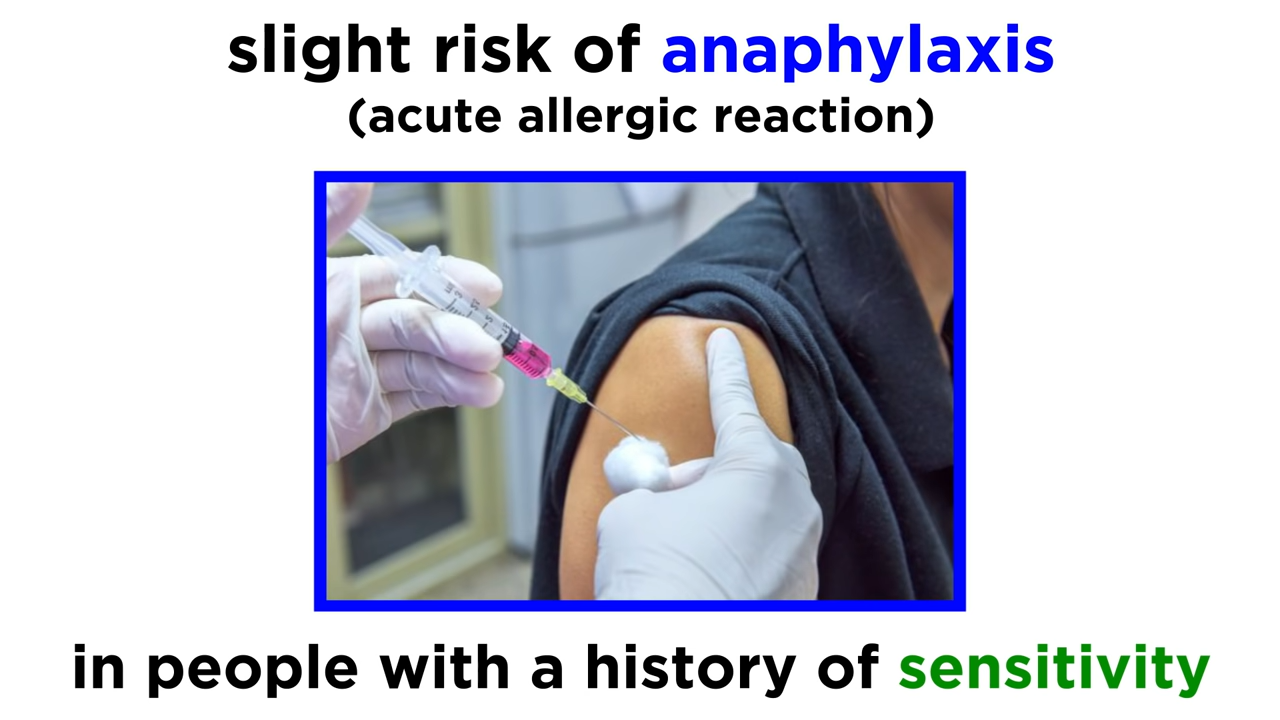 slight risk of anaphylaxis
(acute allergic reaction)
in people with a history of sensitivity